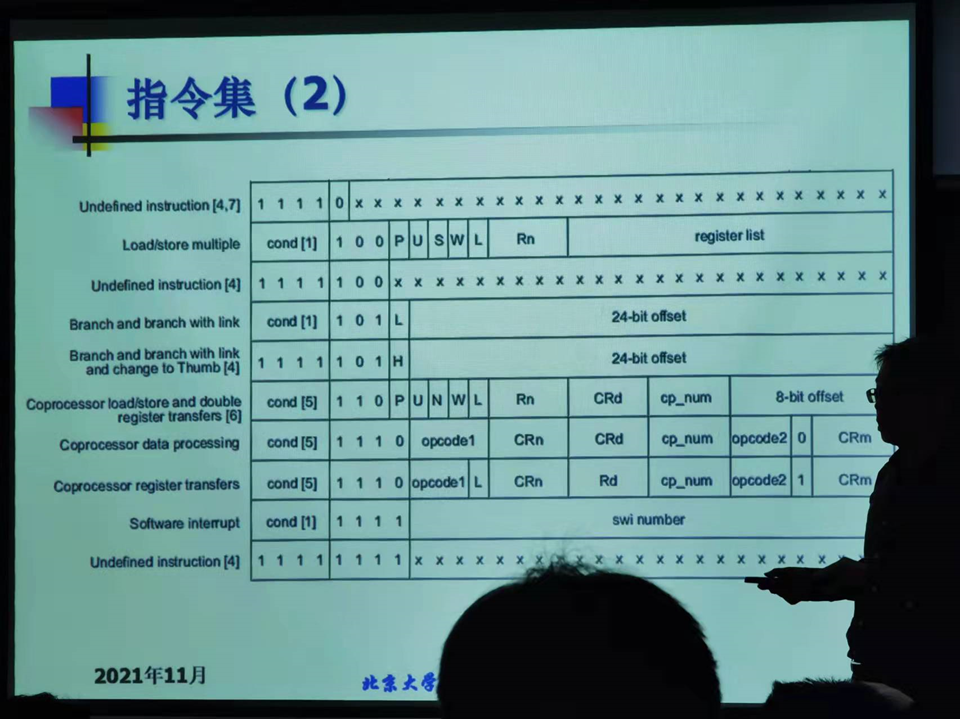 指令集（2）
Undefined instruction [4,7] 1 1 1 1 0 x x x x x x x x x x x x x x x x x x x x x x x x x x x
Load/store multiple cond [1] 1 0 0 P U S W L Rn register list
Undefined instruction [4] 1 1 1 1 1 0 0 x x x x x x x x x x x x x x x x x x x x x x x x x
Branch and branch with link cond [1] 1 0 1 L 24-bit offset
Branch and branch with link
and change to Thumb [4] 1 1 1 1 1 0 1 H 24-bit offset
Coprocessor load/store and double
register transfers [6] cond [5] 1 1 0 P U N W L Rn CRd cp_num 8-bit offset
Coprocessor data processing cond [5] 1 1 1 0 opcode1 CRn CRd cp_num opcode2 0 CRm
Coprocessor register transfers cond [5] 1 1 1 0 opcode1 L CRn Rd cp_num opcode2 1 CRm
Software interrupt cond [1] 1 1 1 1 swi number
Undefined instruction [4] 1 1 1 1 1 1 1 1 x x x x x x x x x x x x x x x x x x x x x x
2021年11月
北京大学